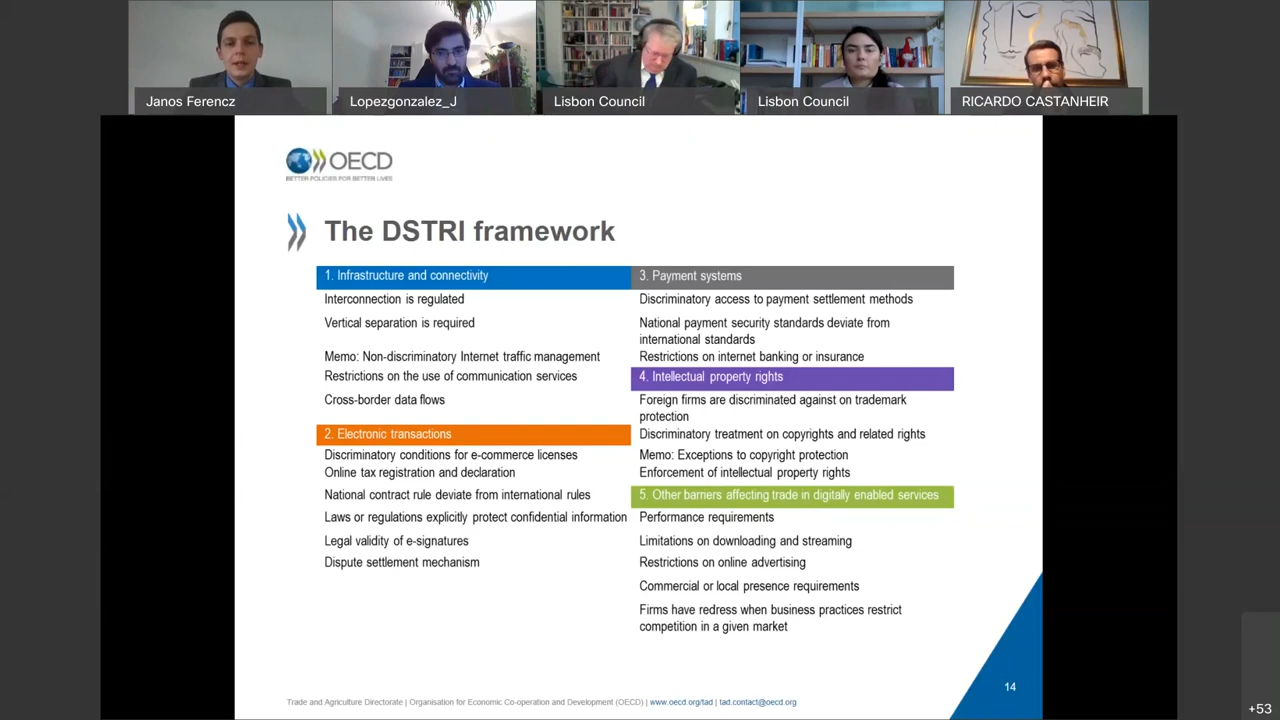 Janos Ferencz
Lopezgonzalez_J
Lisbon Council
Lisbon Council
RICARDO CASTANHEIR
OECD
BETTER POLICIES FOR BETTER LIVES
The DSTRI framework
1. Infrastructure and connectivity
Interconnection is regulated
Vertical separation is required
Memo: Non-discriminatory Internet traffic management
Restrictions on the use of communication services
Cross-border data flows
2. Electronic transactions
Discriminatory conditions for e-commerce licenses
Online tax registration and declaration
National contract rule deviate from international rules
Laws or regulations explicitly protect confidential information
Legal validity of e-signatures
Dispute settlement mechanism
3. Payment systems
Discriminatory access to payment settlement methods
National payment security standards deviate from
international standards
Restrictions on internet banking or insurance
4. Intellectual property rights
Foreign firms are discriminated against on trademark
protection
Discriminatory treatment on copyrights and related rights
Memo: Exceptions to copyright protection
Enforcement of intellectual property rights
5. Other barriers affecting trade in digitally enabled services
Performance requirements
Limitations on downloading and streaming
Restrictions on online advertising
Commercial or local presence requirements
Firms have redress when business practices restrict
competition in a given market
14
Trade and Agriculture Directorate | Organisation for Economic Co-operation and Development (OECD) | www.oecd.org/tad | tad.contact@oecd.org
+53